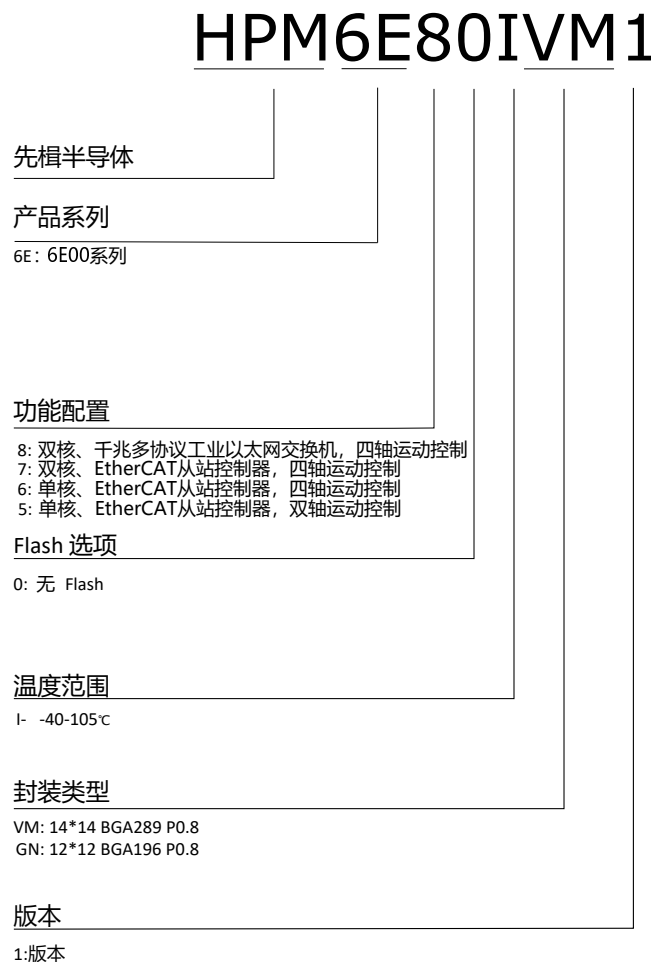 HPM6E80IVM1
先楫半导体
产品系列
6E：6E00系列
功能配置
8: 双核、千兆多协议工业以太网交换机，四轴运动控制
7: 双核、EtherCAT从站控制器，四轴运动控制
6: 单核、EtherCAT从站控制器，四轴运动控制
5: 单核、EtherCAT从站控制器，双轴运动控制
Flash 选项
0: 无 Flash
温度范围
I- -40-105℃
封装类型
VM: 14*14 BGA289 P0.8
GN: 12*12 BGA196 P0.8
版本
1:版本